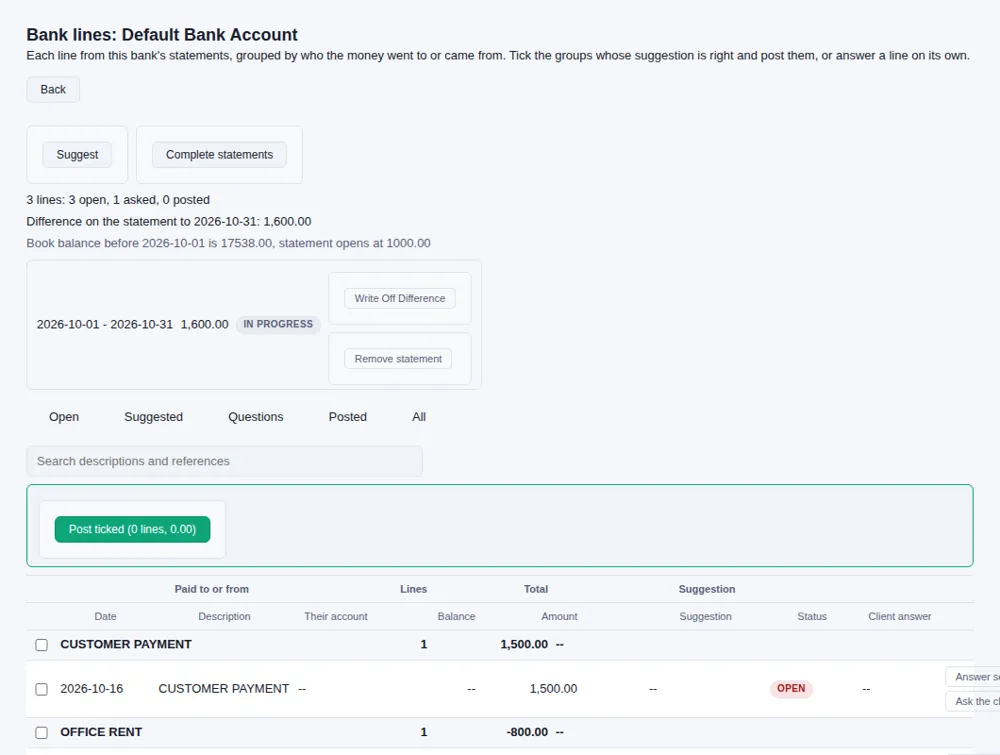 Bank lines: Default Bank Account
Each line from this bank's statements, grouped by who the money went to or came from. Tick the groups whose suggestion is right and post them, or answer a line on its own.
Back
Suggest Complete statements
3 lines: 3 open, 1 asked, 0 posted
Difference on the statement to 2026-10-31: 1,600.00
Book balance before 2026-10-01 is 17538.00, statement opens at 1000.00
Write Off Difference
2026-10-01 - 2026-10-31 1,600.00 IN PROGRESS
Remove statement
Open Suggested Questions Posted All
Search descriptions and references
Post ticked (0 lines, 0.00)
Paid to or from Lines Total Suggestion
Date Description Their account Balance Amount Suggestion Status Client answer
CUSTOMER PAYMENT 1 1,500.00 --
Answer
2026-10-16 CUSTOMER PAYMENT -- -- 1,500.00 -- OPEN --
Ask the
OFFICE RENT 1 -800.00 --